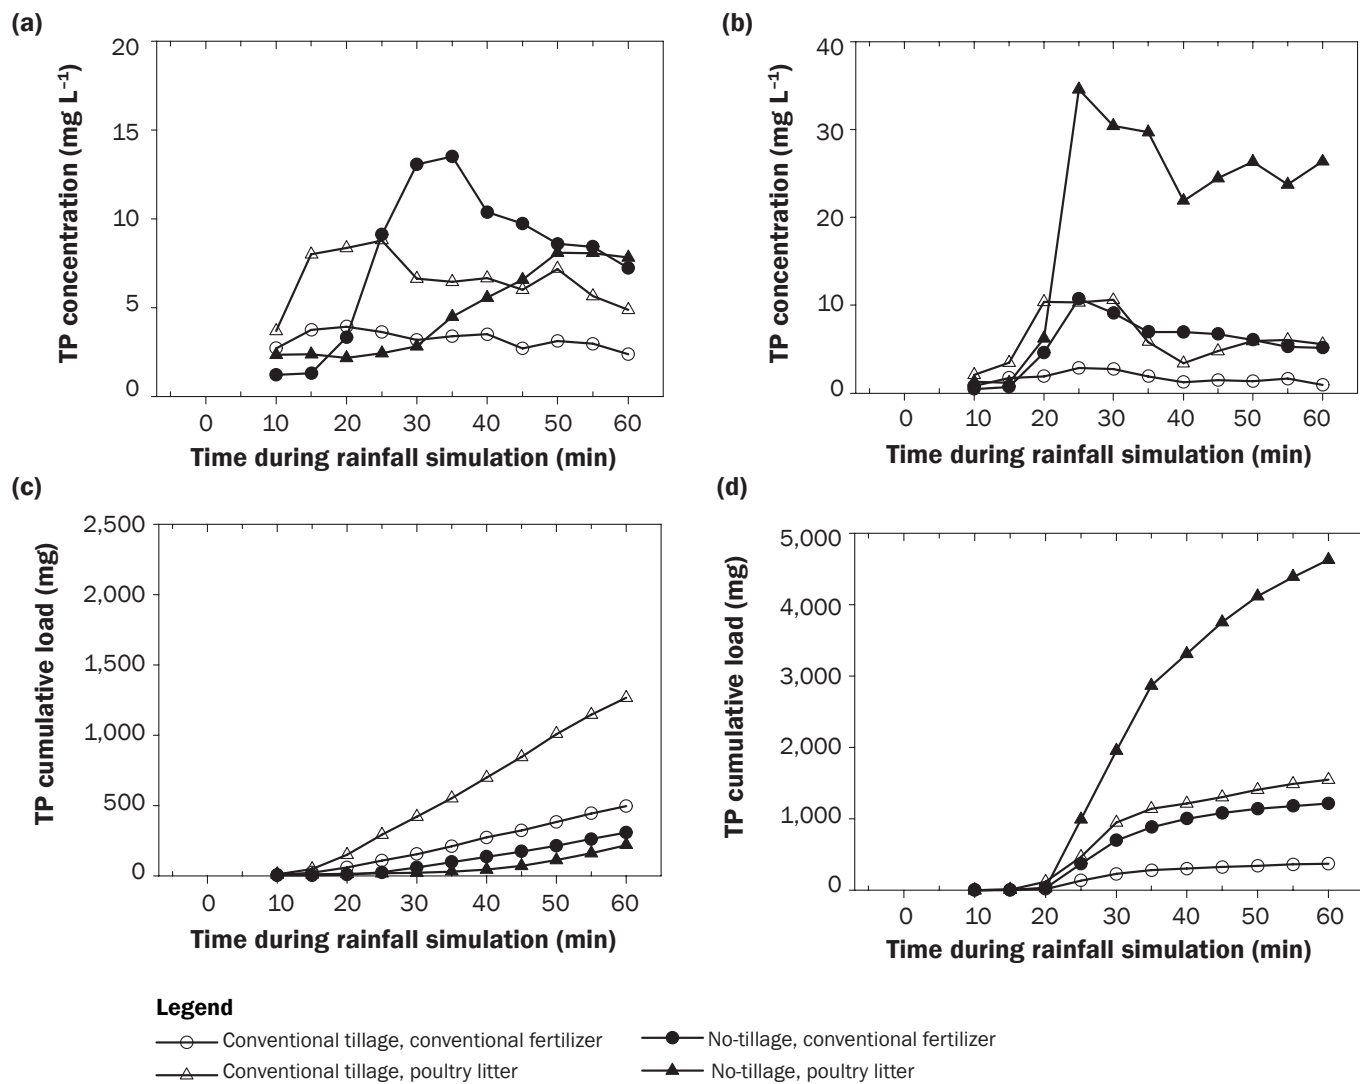 (a)
TP concentration (mg L⁻¹)
20
15
10
5
0
0 10 20 30 40 50 60
Time during rainfall simulation (min)
(b)
TP concentration (mg L⁻¹)
40
30
20
10
0
0 10 20 30 40 50 60
Time during rainfall simulation (min)
(c)
TP cumulative load (mg)
2,500
2,000
1,500
1,000
500
0
0 10 20 30 40 50 60
Time during rainfall simulation (min)
(d)
TP cumulative load (mg)
5,000
4,000
3,000
2,000
1,000
0
0 10 20 30 40 50 60
Time during rainfall simulation (min)
Legend
Conventional tillage, conventional fertilizer
No-tillage, conventional fertilizer
Conventional tillage, poultry litter
No-tillage, poultry litter